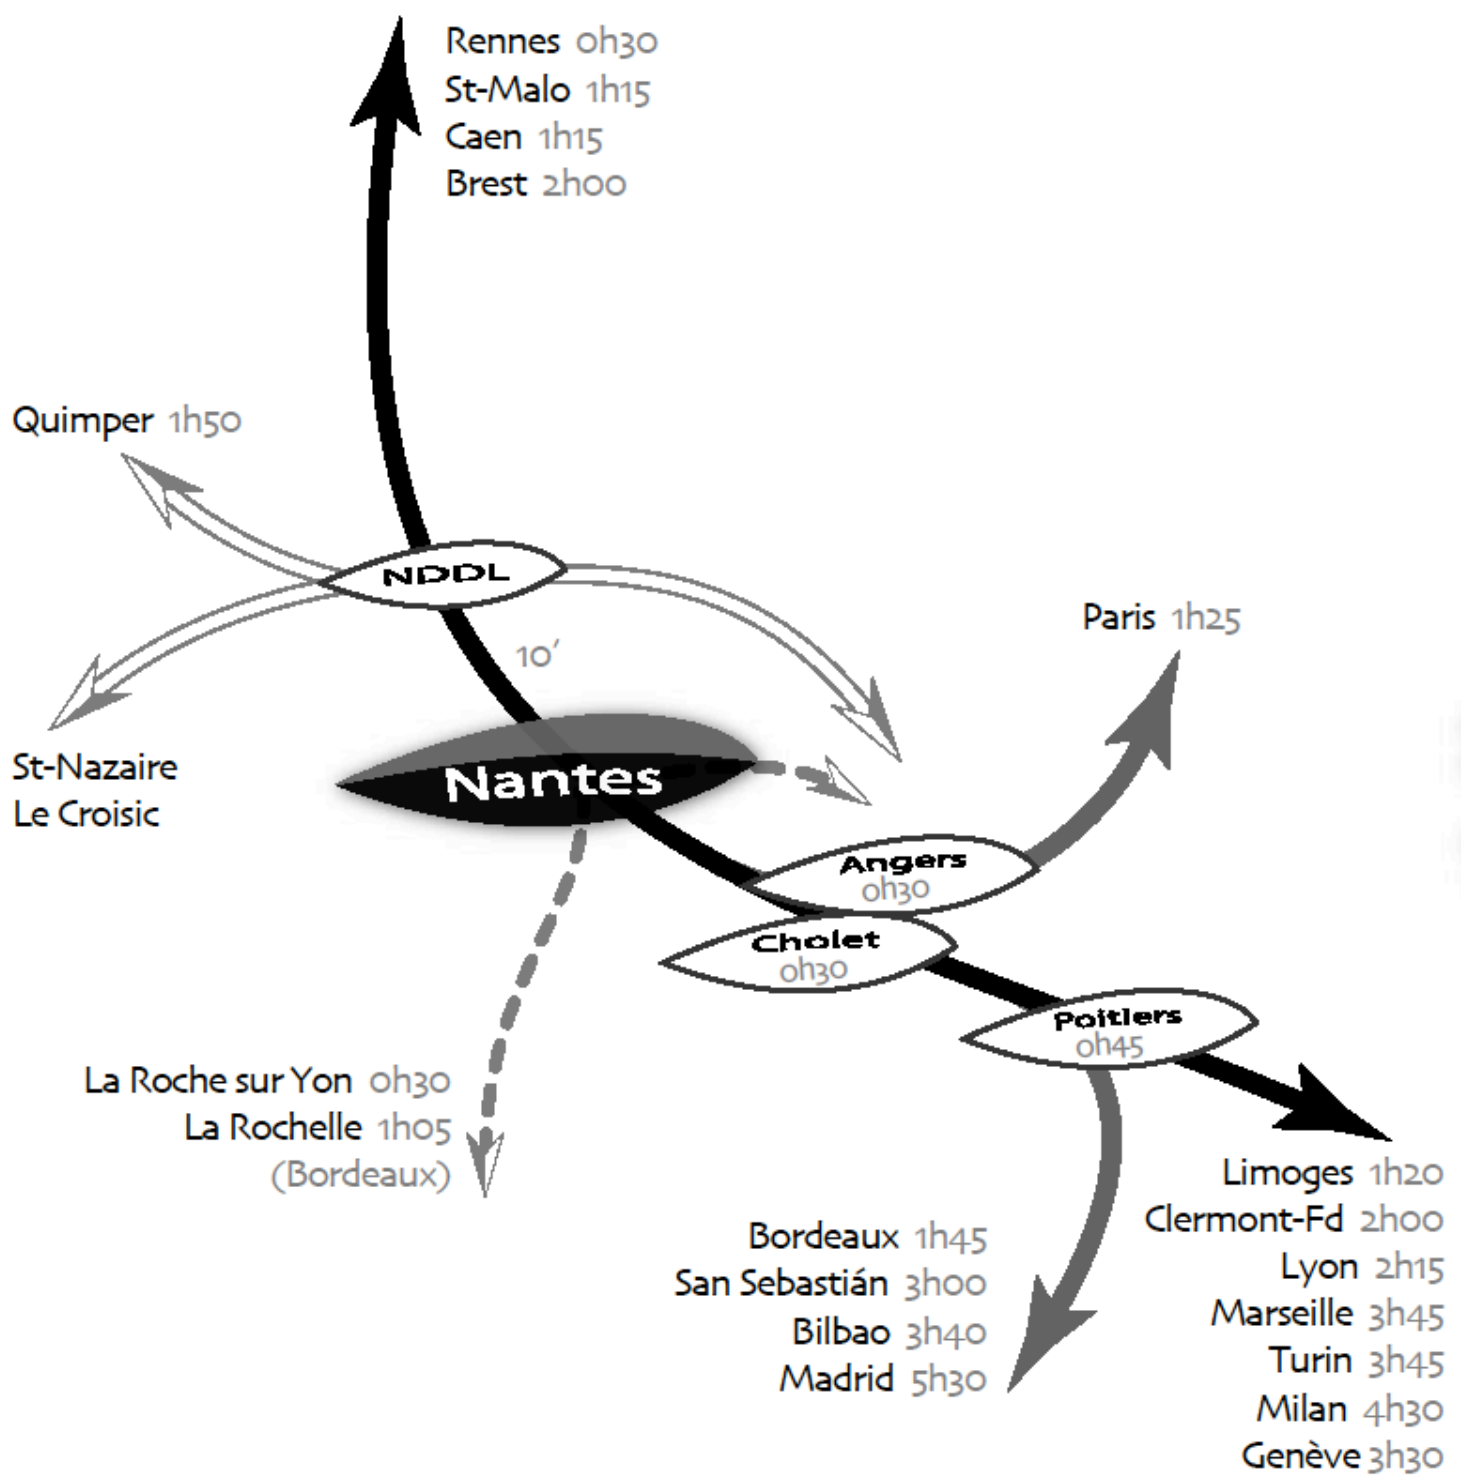 Rennes 0h30
St-Malo 1h15
Caen 1h15
Brest 2h00
Quimper 1h50
NDDL
10′
Paris 1h25
St-Nazaire
Le Croisic
Nantes
Angers
0h30
Cholet
0h30
Poitiers
0h45
La Roche sur Yon 0h30
La Rochelle 1h05
(Bordeaux)
Bordeaux 1h45
San Sebastián 3h00
Bilbao 3h40
Madrid 5h30
Limoges 1h20
Clermont-Fd 2h00
Lyon 2h15
Marseille 3h45
Turin 3h45
Milan 4h30
Genève 3h30